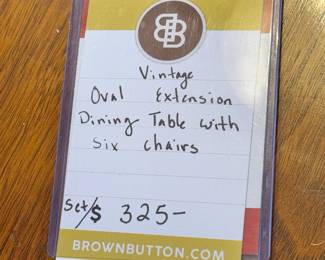 BB
Vintage
Oval Extension
Dining Table with
six chairs
Set/$ 325-
BROWNBUTTON.COM